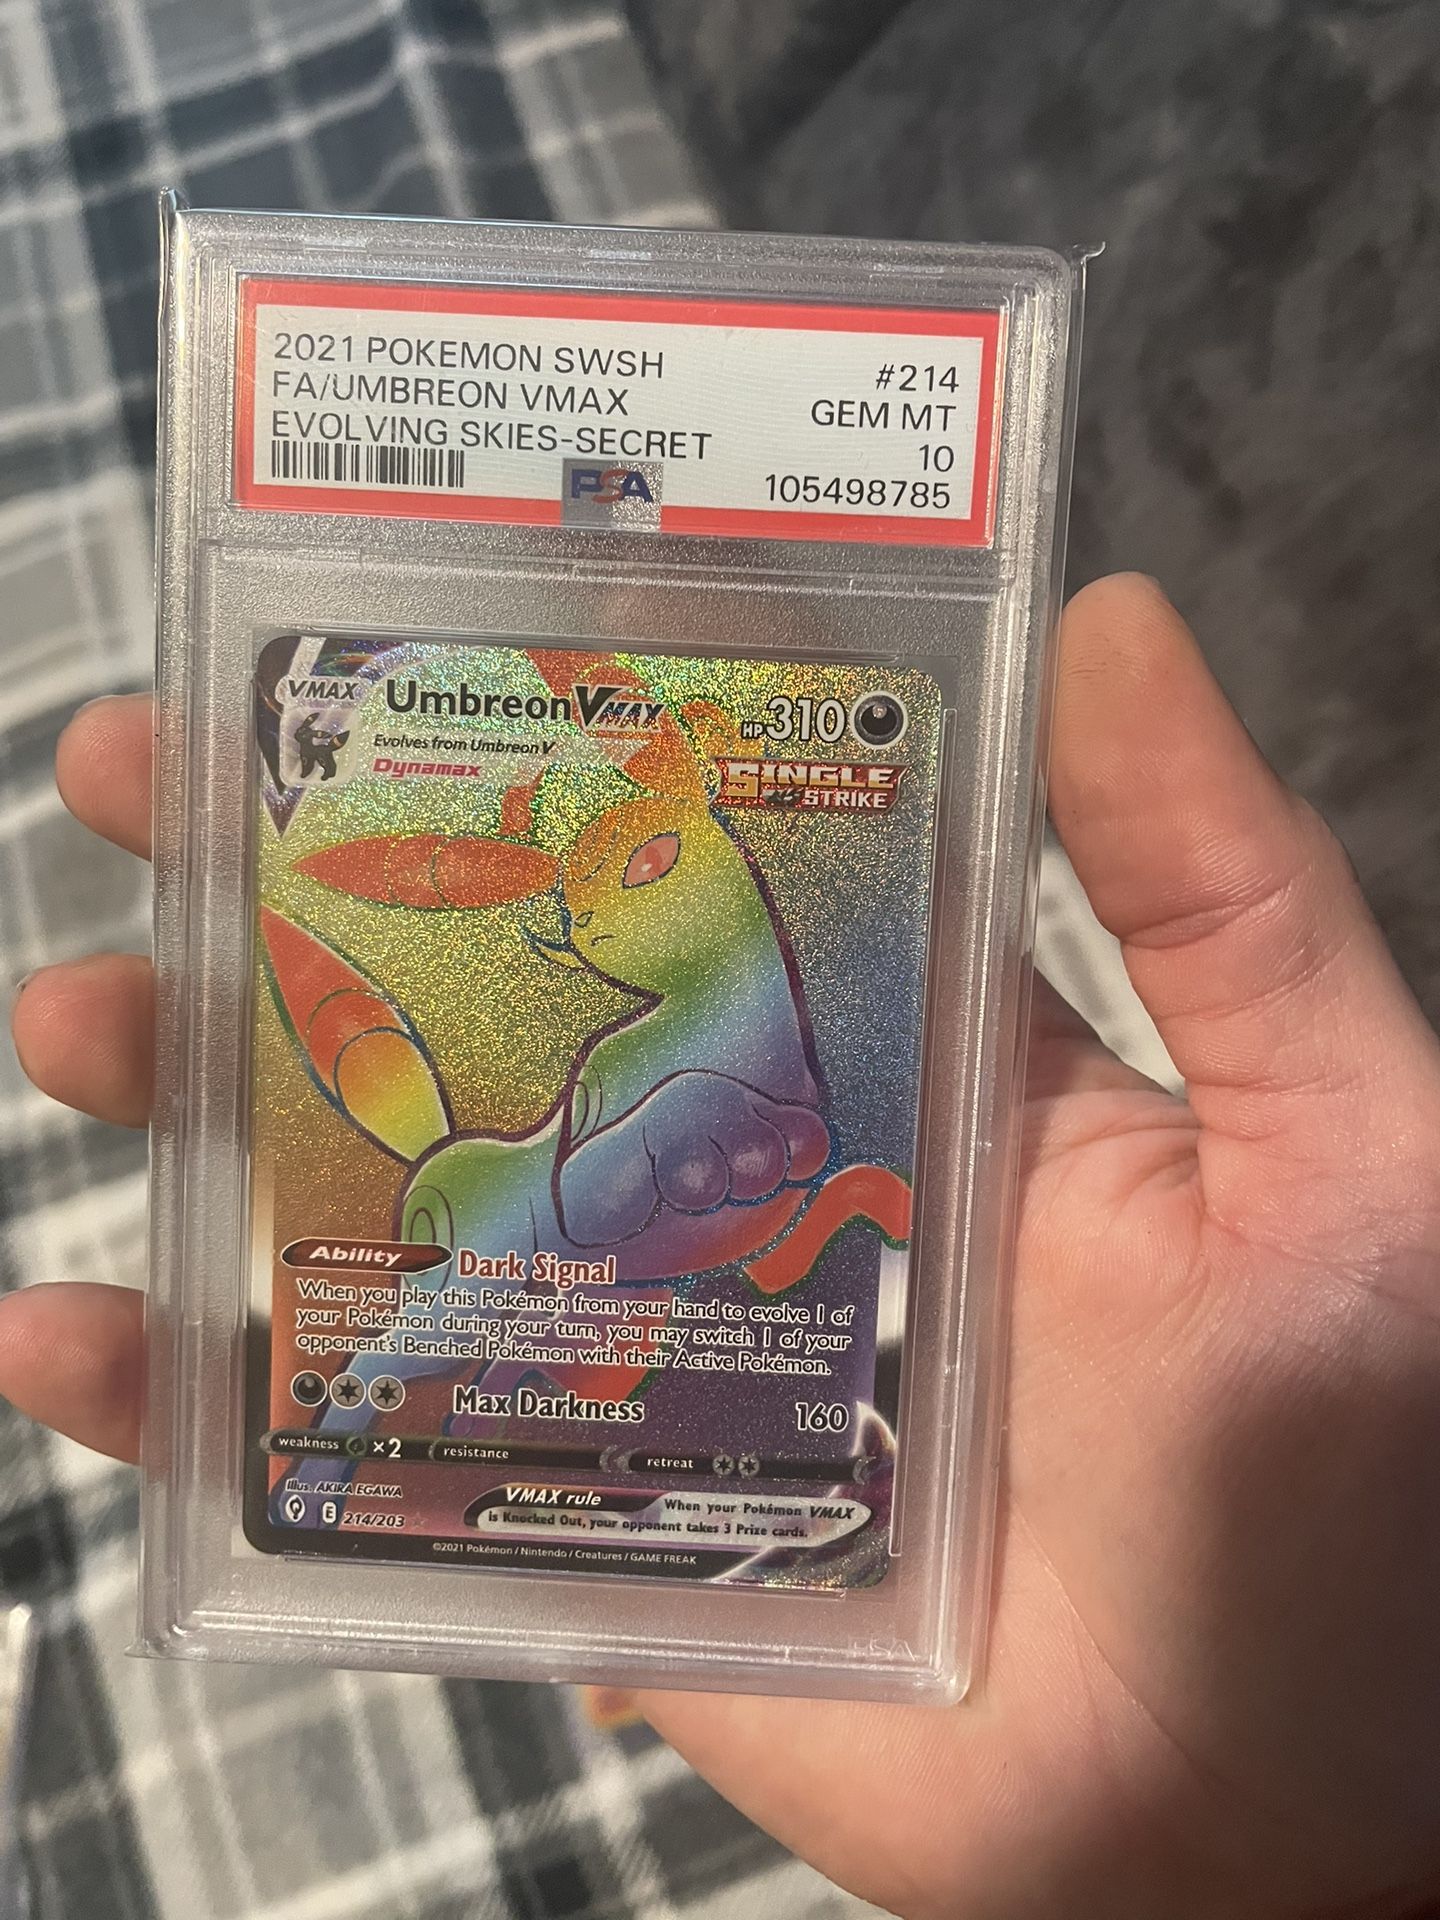 2021 POKEMON SWSH
#214
FA/UMBREON VMAX
GEM MT
EVOLVING SKIES-SECRET
10
PSA
105498785
VMAX
Umbreon VMAX
HP 310
Evolves from Umbreon V
Dynamax
SINGLE
STRIKE
Ability
Dark Signal
When you play this Pokémon from your hand to evolve 1 of
your Pokémon during your turn, you may switch 1 of your
opponent's Benched Pokémon with their Active Pokémon.
Max Darkness
160
weakness ×2
resistance
retreat
Illus. AKIRA EGAWA
E 214/203
VMAX rule
When your Pokémon VMAX
is Knocked Out, your opponent takes 3 Prize cards.
©2021 Pokémon / Nintendo / Creatures / GAME FREAK
PSA